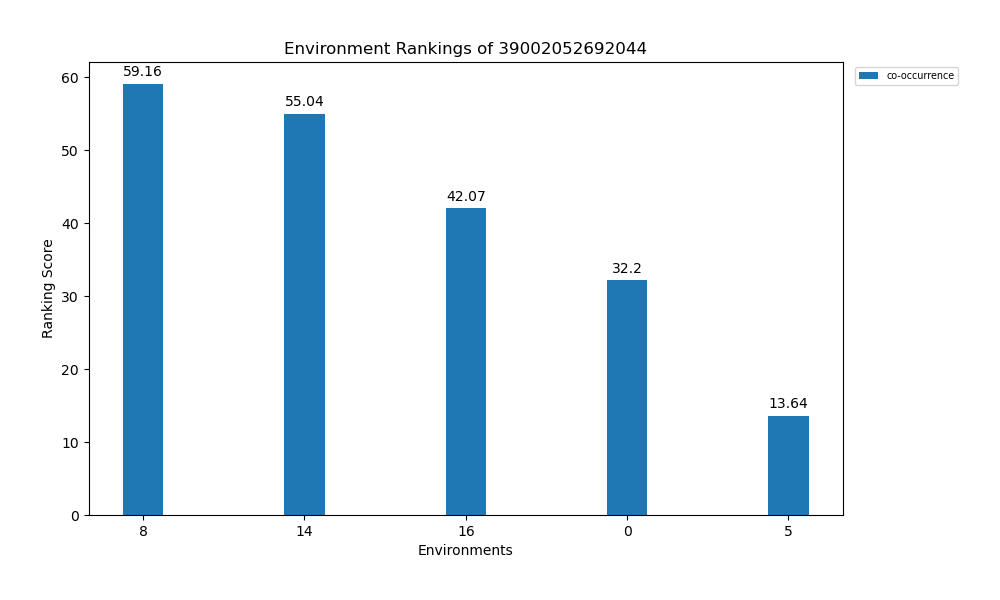 Environment Rankings of 39002052692044
co-occurrence
Ranking Score
60
50
40
30
20
10
0
59.16
55.04
42.07
32.2
13.64
8 14 16 0 5
Environments